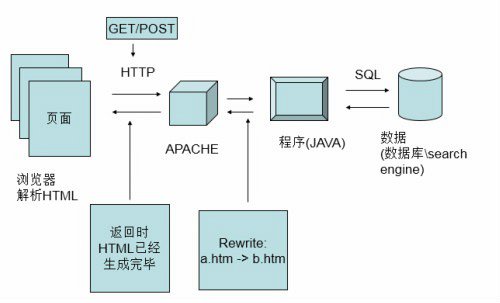 GET/POST
HTTP
SQL
页面
APACHE
程序(JAVA)
数据
(数据库\search
engine)
浏览器
解析HTML
返回时
HTML已经
生成完毕
Rewrite:
a.htm -> b.htm